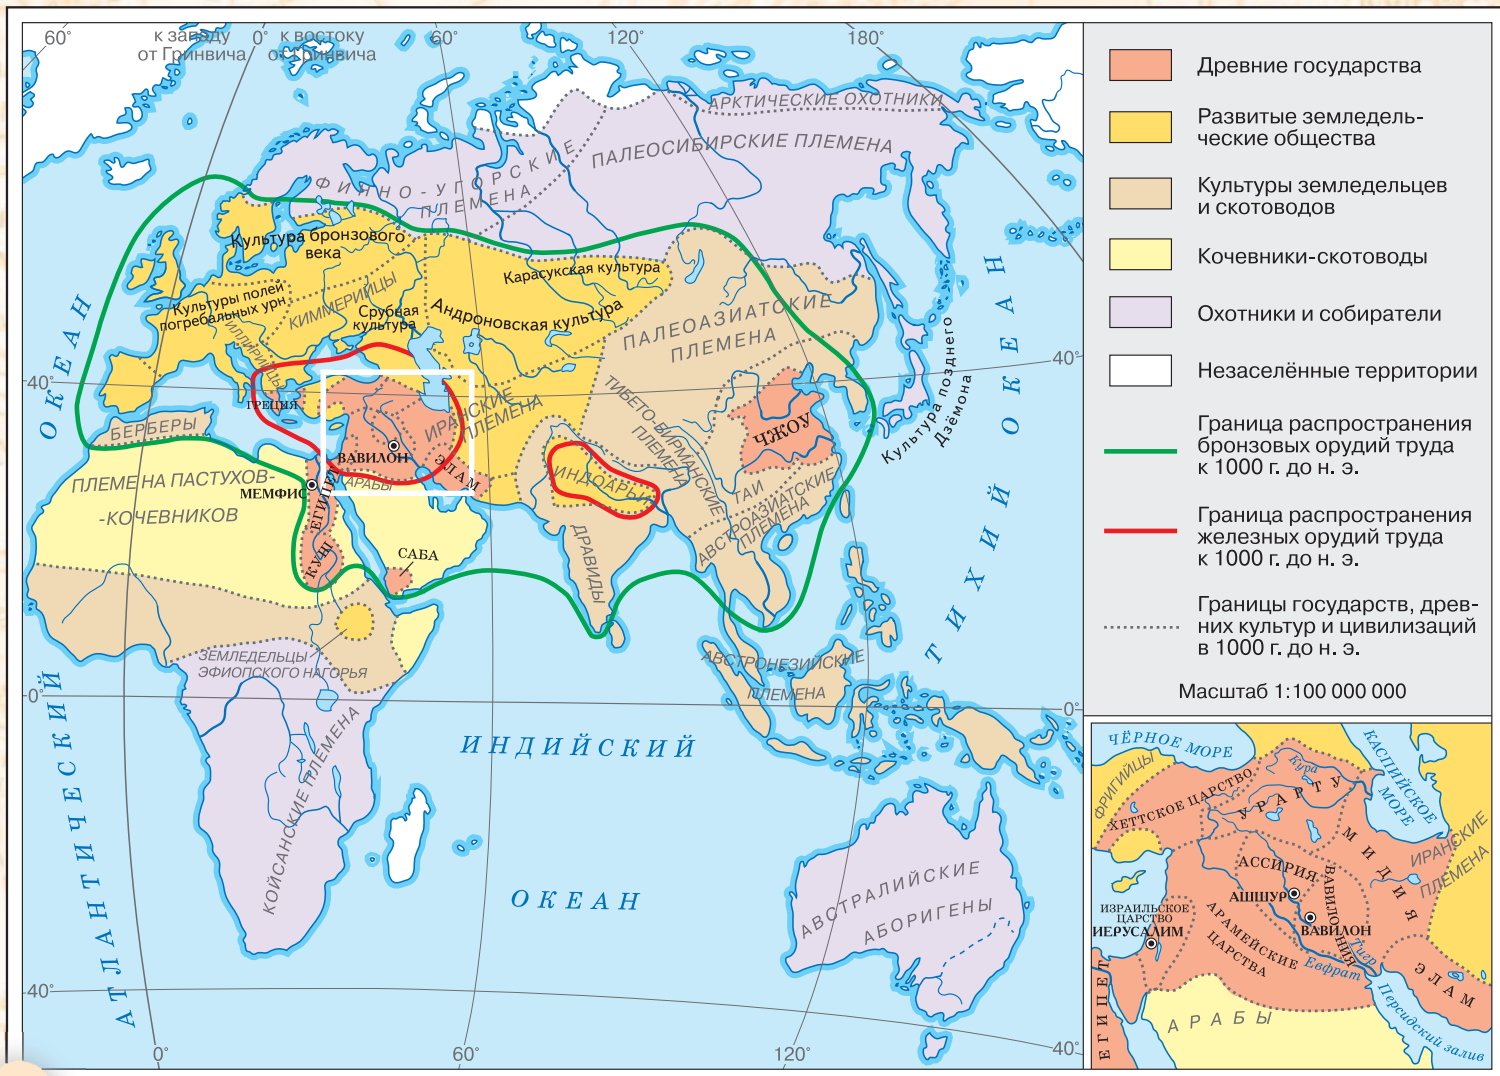 60°
к западу
от Гринвича
0°
к востоку
от Гринвича
60°
120°
180°
АРКТИЧЕСКИЕ ОХОТНИКИ
ПАЛЕОСИБИРСКИЕ ПЛЕМЕНА
ФИННО-УГОРСКИЕ
ПЛЕМЕНА
Культура бронзового
века
Карасукская культура
Культуры полей
погребальных урн
КИММЕРИЙЦЫ
Срубная
культура
Андроновская культура
ИЛЛИРИЙЦЫ
ПАЛЕОАЗИАТСКИЕ
ПЛЕМЕНА
40°
40°
ГРЕЦИЯ
ИРАНСКИЕ
ПЛЕМЕНА
ТИБЕТО-БИРМАНСКИЕ
ПЛЕМЕНА
ЧЖОУ
Культура позднего
Дзёмона
БЕРБЕРЫ
ВАВИЛОН
ЭЛАМ
АРАБЫ
ИНДОАРИИ
ПЛЕМЕНА ПАСТУХОВ-
-КОЧЕВНИКОВ
МЕМФИС
ЕГИПЕТ
КУШ
САБА
ДРАВИДЫ
ТАИ
АВСТРОАЗИАТСКИЕ
ПЛЕМЕНА
ЗЕМЛЕДЕЛЬЦЫ
ЭФИОПСКОГО НАГОРЬЯ
АВСТРОНЕЗИЙСКИЕ
ПЛЕМЕНА
0°
0°
КОЙСАНСКИЕ ПЛЕМЕНА
АВСТРАЛИЙСКИЕ
АБОРИГЕНЫ
АТЛАНТИЧЕСКИЙ
ОКЕАН
ИНДИЙСКИЙ
ОКЕАН
ТИХИЙ ОКЕАН
40°
40°
0°
60°
120°
Древние государства
Развитые земледель-
ческие общества
Культуры земледельцев
и скотоводов
Кочевники-скотоводы
Охотники и собиратели
Незаселённые территории
Граница распространения
бронзовых орудий труда
к 1000 г. до н. э.
Граница распространения
железных орудий труда
к 1000 г. до н. э.
Границы государств, древ-
них культур и цивилизаций
в 1000 г. до н. э.
Масштаб 1:100 000 000
ЧЁРНОЕ МОРЕ
КАСПИЙСКОЕ
МОРЕ
ФРИГИЙЦЫ
ХЕТТСКОЕ ЦАРСТВО
Кура
УРАРТУ
МИДИЯ
ИРАНСКИЕ
ПЛЕМЕНА
АССИРИЯ
АШШУР
ВАВИЛОНИЯ
ВАВИЛОН
ИЗРАИЛЬСКОЕ
ЦАРСТВО
ИЕРУСАЛИМ
АРАМЕЙСКИЕ
ЦАРСТВА
Тигр
Евфрат
ЭЛАМ
ЕГИПЕТ
АРАБЫ
Персидский залив